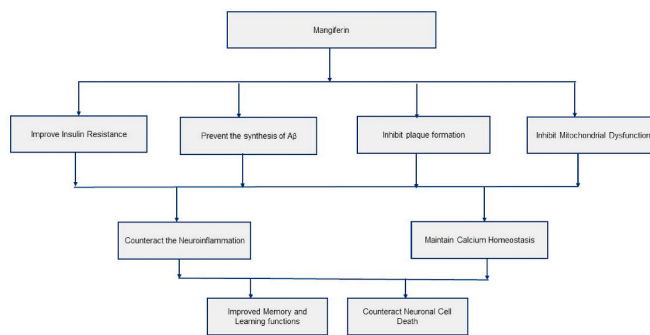 Mangiferin
Improve Insulin Resistance
Prevent the synthesis of Aβ
Inhibit plaque formation
Inhibit Mitochondrial Dysfunction
Counteract the Neuroinflammation
Maintain Calcium Homeostasis
Improved Memory and
Learning functions
Counteract Neuronal Cell
Death